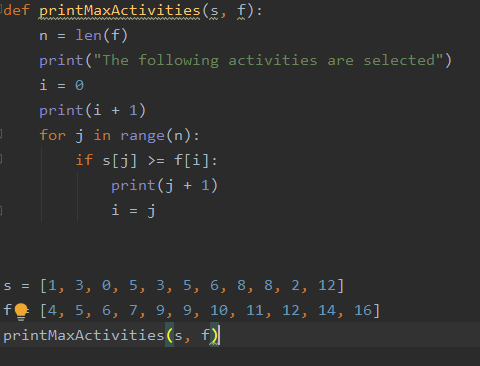 def printMaxActivities(s, f):
    n = len(f)
    print("The following activities are selected")
    i = 0
    print(i + 1)
    for j in range(n):
        if s[j] >= f[i]:
            print(j + 1)
            i = j
s = [1, 3, 0, 5, 3, 5, 6, 8, 8, 2, 12]
f = [4, 5, 6, 7, 9, 9, 10, 11, 12, 14, 16]
printMaxActivities(s, f)